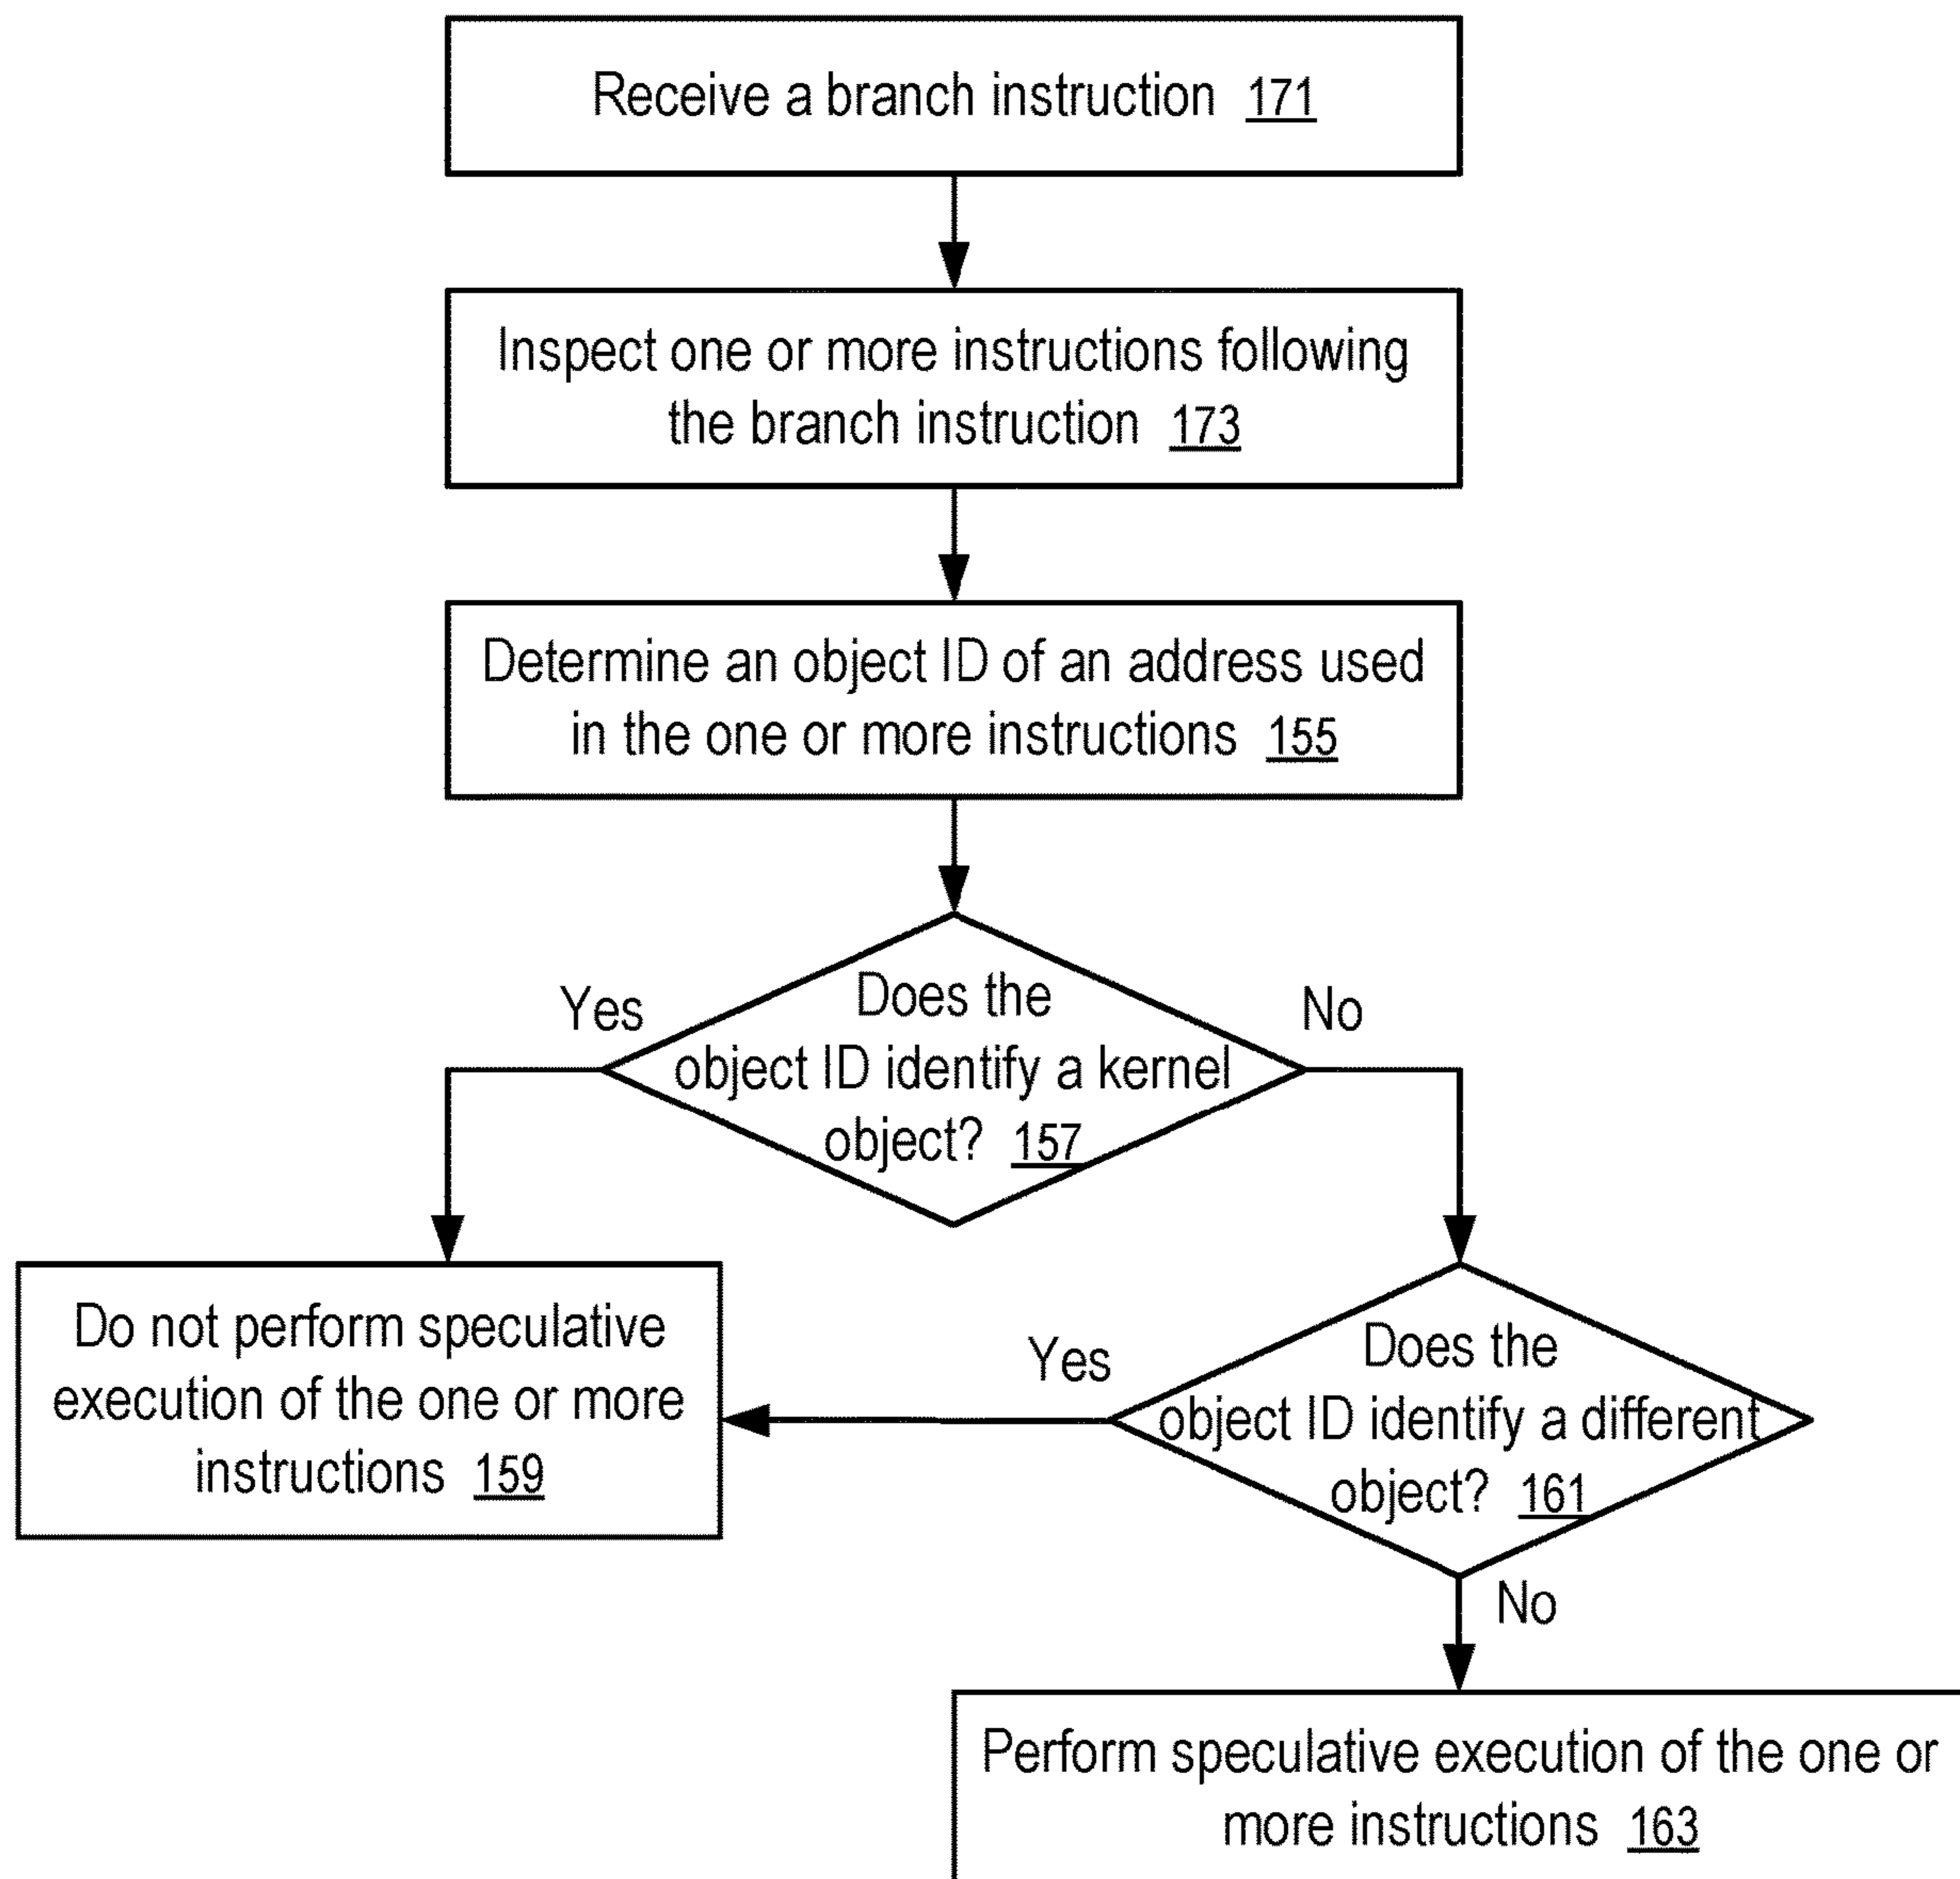 Receive a branch instruction 171
Inspect one or more instructions following
the branch instruction 173
Determine an object ID of an address used
in the one or more instructions 155
Does the
object ID identify a kernel
object? 157
Yes
No
Do not perform speculative
execution of the one or more
instructions 159
Does the
object ID identify a different
object? 161
Yes
No
Perform speculative execution of the one or
more instructions 163